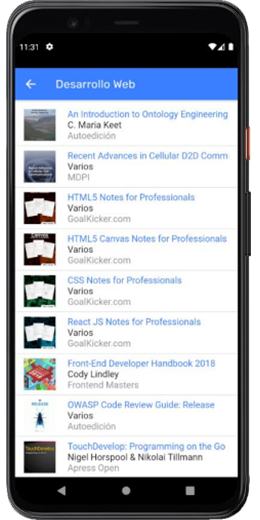 11:31
Desarrollo Web
An Introduction to Ontology Engineering
C. Maria Keet
Autoedición
Recent Advances in Cellular D2D Comm
Varios
MDPI
HTML5 Notes for Professionals
Varios
GoalKicker.com
HTML5 Canvas Notes for Professionals
Varios
GoalKicker.com
CSS Notes for Professionals
Varios
GoalKicker.com
React JS Notes for Professionals
Varios
GoalKicker.com
Front-End Developer Handbook 2018
Cody Lindley
Frontend Masters
RELEASE
OWASP Code Review Guide: Release
Varios
Autoedición
TouchDevelop
TouchDevelop: Programming on the Go
Nigel Horspool & Nikolai Tillmann
Apress Open